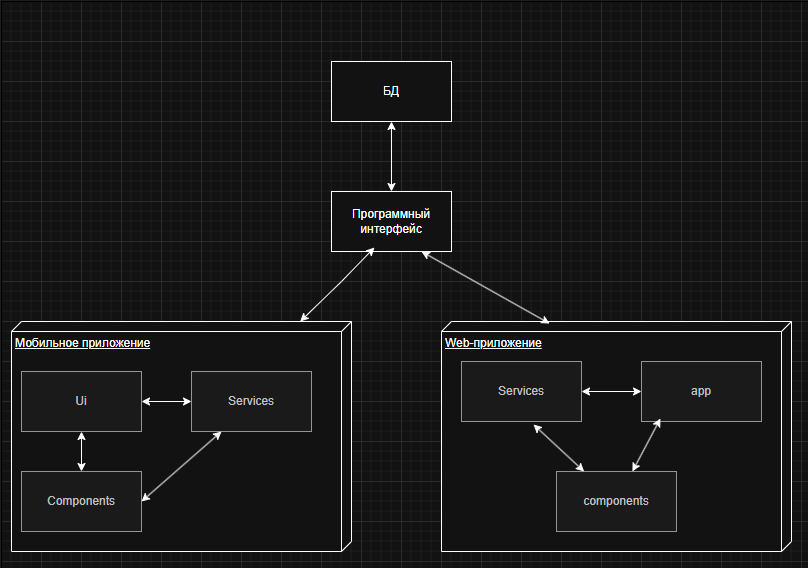 БД
Программный
интерфейс
Мобильное приложение
Ui
Services
Components
Web-приложение
Services
app
components